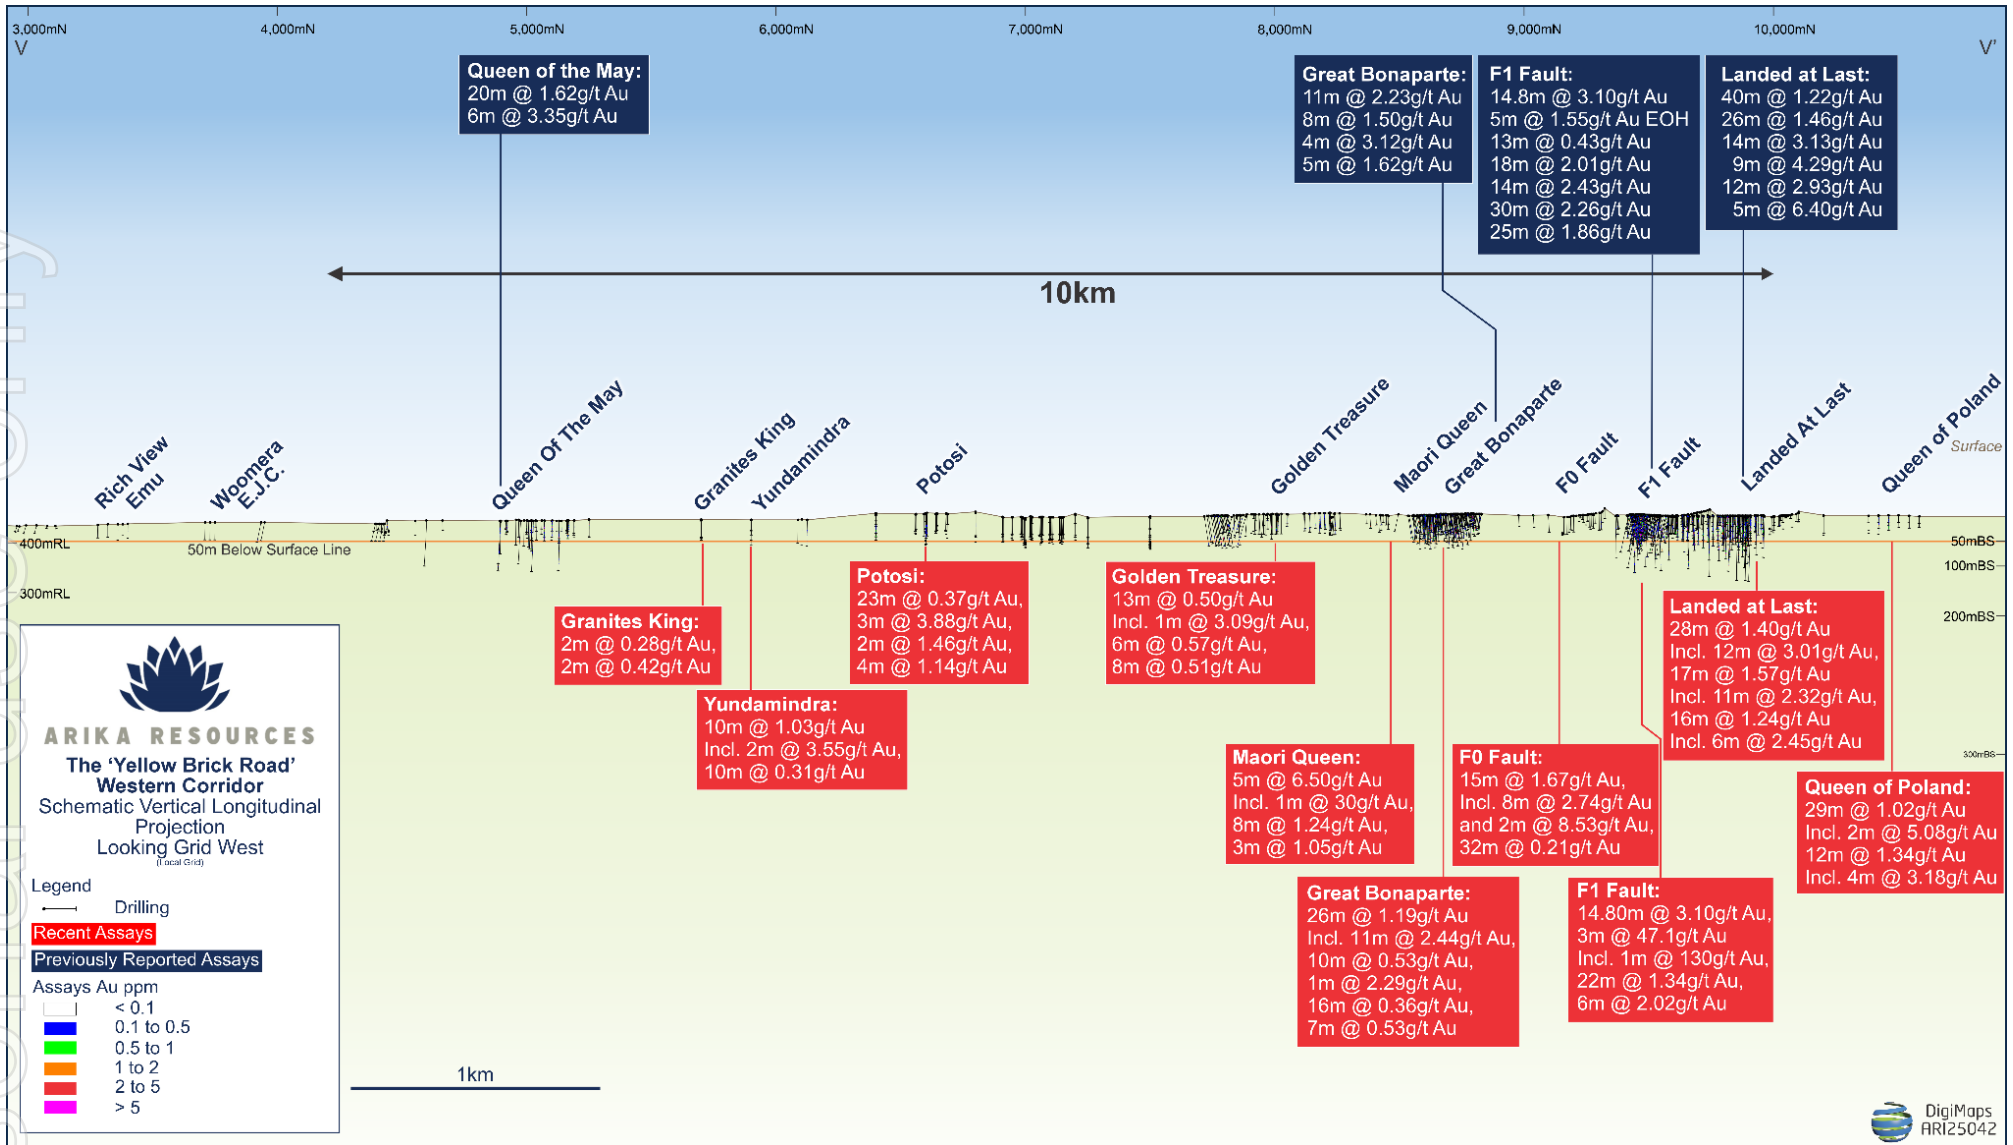 3,000mN 4,000mN 5,000mN 6,000mN 7,000mN 8,000mN 9,000mN 10,000mN
V V'
Queen of the May:
20m @ 1.62g/t Au
6m @ 3.35g/t Au
Great Bonaparte:
11m @ 2.23g/t Au
8m @ 1.50g/t Au
4m @ 3.12g/t Au
5m @ 1.62g/t Au
F1 Fault:
14.8m @ 3.10g/t Au
5m @ 1.55g/t Au EOH
13m @ 0.43g/t Au
18m @ 2.01g/t Au
14m @ 2.43g/t Au
30m @ 2.26g/t Au
25m @ 1.86g/t Au
Landed at Last:
40m @ 1.22g/t Au
26m @ 1.46g/t Au
14m @ 3.13g/t Au
9m @ 4.29g/t Au
12m @ 2.93g/t Au
5m @ 6.40g/t Au
10km
Rich View
Emu
Woomera
E.J.C.
Queen Of The May
Granites King
Yundamindra
Potosi
Golden Treasure
Maori Queen
Great Bonaparte
F0 Fault
F1 Fault
Landed At Last
Queen of Poland
Surface
400mRL
50m Below Surface Line
300mRL
50mBS
100mBS
200mBS
300mBS
Granites King:
2m @ 0.28g/t Au,
2m @ 0.42g/t Au
Yundamindra:
10m @ 1.03g/t Au
Incl. 2m @ 3.55g/t Au,
10m @ 0.31g/t Au
Potosi:
23m @ 0.37g/t Au,
3m @ 3.88g/t Au,
2m @ 1.46g/t Au,
4m @ 1.14g/t Au
Golden Treasure:
13m @ 0.50g/t Au
Incl. 1m @ 3.09g/t Au,
6m @ 0.57g/t Au,
8m @ 0.51g/t Au
Maori Queen:
5m @ 6.50g/t Au
Incl. 1m @ 30g/t Au,
8m @ 1.24g/t Au,
3m @ 1.05g/t Au
Great Bonaparte:
26m @ 1.19g/t Au
Incl. 11m @ 2.44g/t Au,
10m @ 0.53g/t Au,
1m @ 2.29g/t Au,
16m @ 0.36g/t Au,
7m @ 0.53g/t Au
F0 Fault:
15m @ 1.67g/t Au,
Incl. 8m @ 2.74g/t Au
and 2m @ 8.53g/t Au,
32m @ 0.21g/t Au
F1 Fault:
14.80m @ 3.10g/t Au,
3m @ 47.1g/t Au
Incl. 1m @ 130g/t Au,
22m @ 1.34g/t Au,
6m @ 2.02g/t Au
Landed at Last:
28m @ 1.40g/t Au
Incl. 12m @ 3.01g/t Au,
17m @ 1.57g/t Au
Incl. 11m @ 2.32g/t Au,
16m @ 1.24g/t Au
Incl. 6m @ 2.45g/t Au
Queen of Poland:
29m @ 1.02g/t Au
Incl. 2m @ 5.08g/t Au
12m @ 1.34g/t Au
Incl. 4m @ 3.18g/t Au
ARIKA RESOURCES
The ‘Yellow Brick Road’
Western Corridor
Schematic Vertical Longitudinal
Projection
Looking Grid West
(Local Grid)
Legend
Drilling
Recent Assays
Previously Reported Assays
Assays Au ppm
< 0.1
0.1 to 0.5
0.5 to 1
1 to 2
2 to 5
> 5
1km
DigiMaps
ARI25042